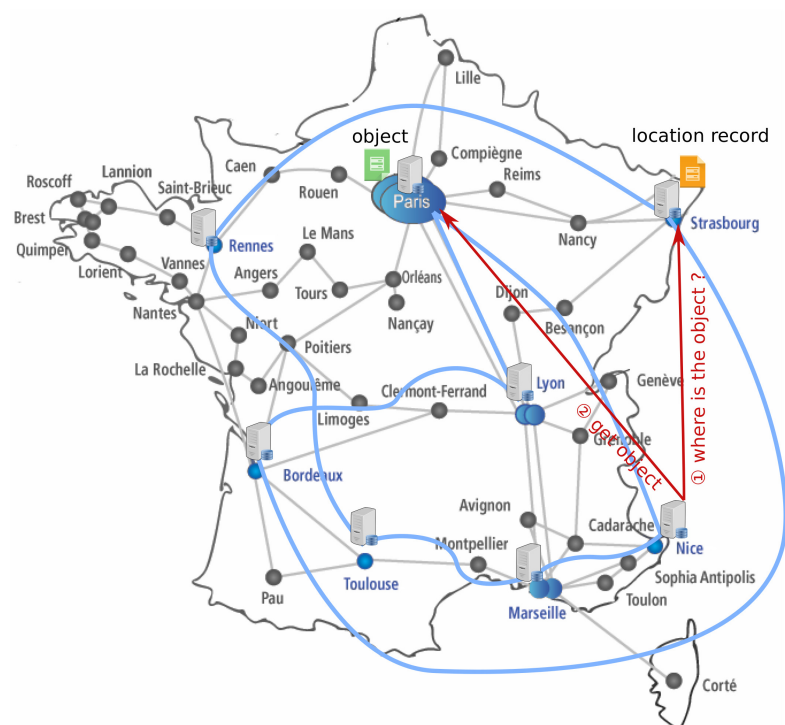 Lille
object
location record
Compiègne
Caen
Lannion
Roscoff
Saint-Brieuc
Rouen
Paris
Reims
Brest
Strasbourg
Quimper
Rennes
Le Mans
Nancy
Lorient
Vannes
Angers
Orléans
Tours
Dijon
Nantes
Nançay
Niort
Besançon
Poitiers
La Rochelle
Angoulême
Clermont-Ferrand
Lyon
Genève
Limoges
Grenoble
① where is the object ?
② get object
Bordeaux
Avignon
Cadarache
Montpellier
Nice
Toulouse
Sophia Antipolis
Pau
Toulon
Marseille
Corté